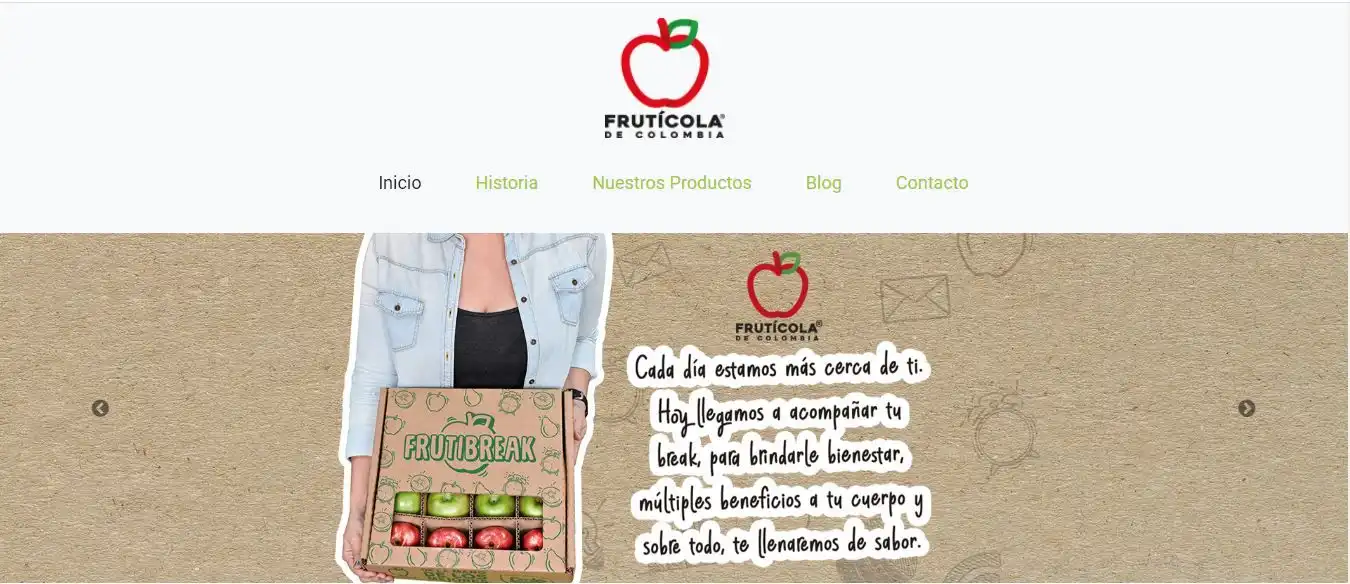 FRUTÍCOLA®
DE COLOMBIA
Inicio Historia Nuestros Productos Blog Contacto
FRUTÍCOLA®
DE COLOMBIA
Cada día estamos más cerca de ti.
Hoy llegamos a acompañar tu
break, para brindarle bienestar,
múltiples beneficios a tu cuerpo y
sobre todo, te llenaremos de sabor.
FRUTIBREAK